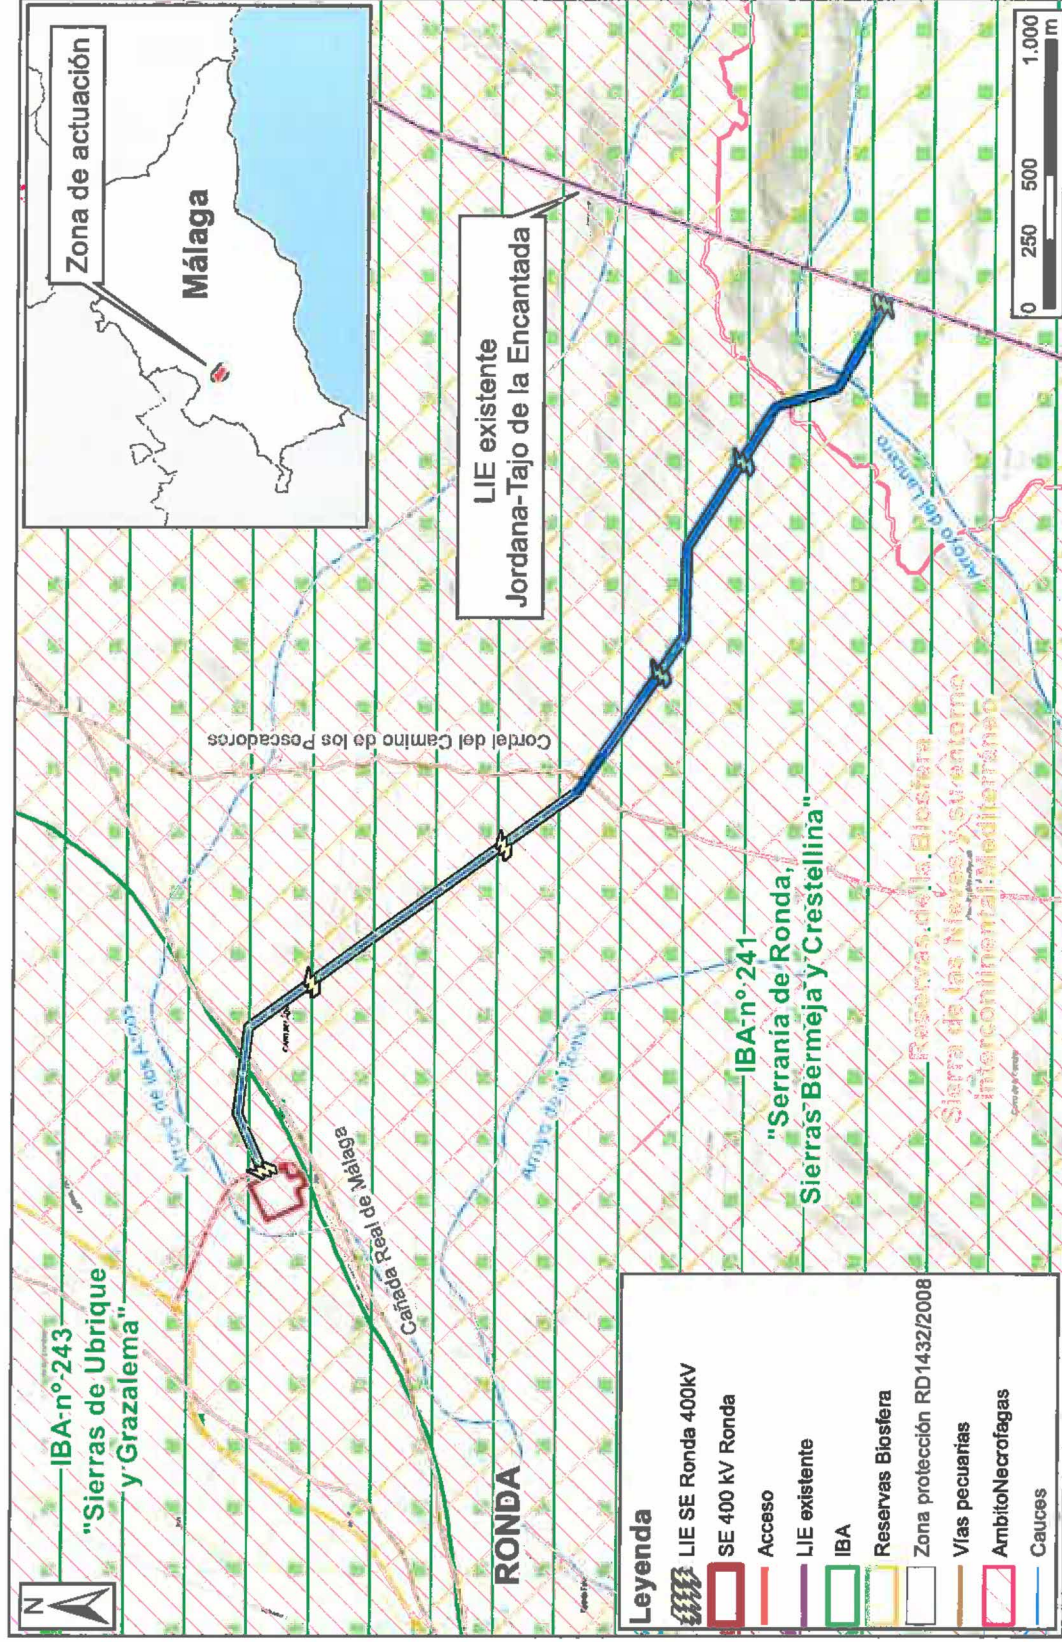 N
IBA-nº-243
"Sierras de Ubrique
y Grazalema"
Zona de actuación
Málaga
LIE existente
Jordana-Tajo de la Encantada
Cordel del Camino de los Pescadores
Cañada Real de Málaga
RONDA
IBA-nº-241
"Serranía de Ronda,
Sierras Bermeja y Crestellina"
Arroyo del Lancero
Reservas de la Biosfera
Sierra de las Nieves y su entorno
Intercontinental Mediterráneo
Leyenda
LIE SE Ronda 400kV
SE 400 kV Ronda
Acceso
LIE existente
IBA
Reservas Biosfera
Zona protección RD1432/2008
Vías pecuarias
AmbitoNecrofagas
Cauces
0 250 500 1.000
m